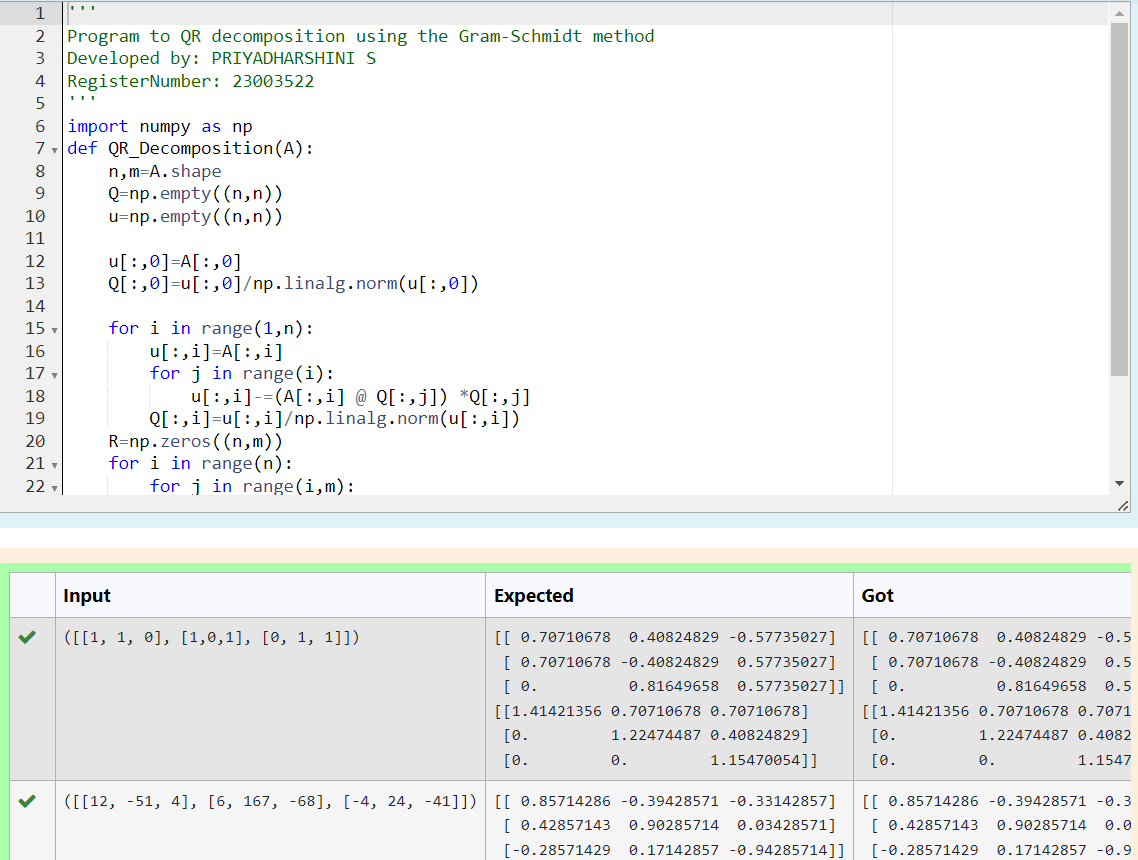 1 '''
2 Program to QR decomposition using the Gram-Schmidt method
3 Developed by: PRIYADHARSHINI S
4 RegisterNumber: 23003522
5 '''
6 import numpy as np
7 def QR_Decomposition(A):
8     n,m=A.shape
9     Q=np.empty((n,n))
10     u=np.empty((n,n))
11
12     u[:,0]=A[:,0]
13     Q[:,0]=u[:,0]/np.linalg.norm(u[:,0])
14
15     for i in range(1,n):
16         u[:,i]=A[:,i]
17         for j in range(i):
18             u[:,i]-=(A[:,i] @ Q[:,j]) *Q[:,j]
19         Q[:,i]=u[:,i]/np.linalg.norm(u[:,i])
20     R=np.zeros((n,m))
21     for i in range(n):
22         for j in range(i,m):
Input Expected Got
([[1, 1, 0], [1,0,1], [0, 1, 1]]) [[ 0.70710678  0.40824829 -0.57735027] [[ 0.70710678  0.40824829 -0.5
[ 0.70710678 -0.40824829  0.57735027] [ 0.70710678 -0.40824829  0.5
[ 0.          0.81649658  0.57735027]] [ 0.          0.81649658  0.5
[[1.41421356 0.70710678 0.70710678] [[1.41421356 0.70710678 0.7071
[0.         1.22474487 0.40824829] [0.         1.22474487 0.4082
[0.         0.         1.15470054]] [0.         0.         1.1547
([[12, -51, 4], [6, 167, -68], [-4, 24, -41]]) [[ 0.85714286 -0.39428571 -0.33142857] [[ 0.85714286 -0.39428571 -0.3
[ 0.42857143  0.90285714  0.03428571] [ 0.42857143  0.90285714  0.0
[-0.28571429  0.17142857 -0.94285714]] [-0.28571429  0.17142857 -0.9